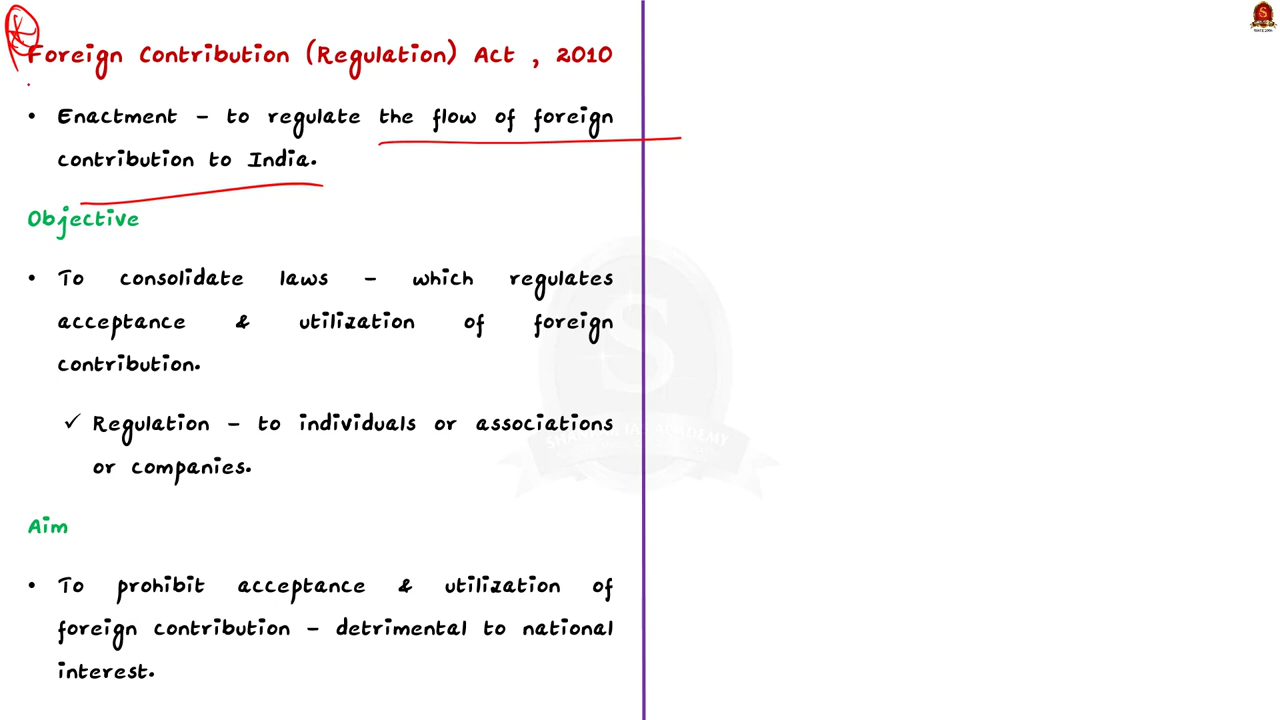 Foreign Contribution (Regulation) Act , 2010
• Enactment – to regulate the flow of foreign
contribution to India.
Objective
• To consolidate laws – which regulates
acceptance & utilization of foreign
contribution.
✓ Regulation – to individuals or associations
or companies.
Aim
• To prohibit acceptance & utilization of
foreign contribution – detrimental to national
interest.